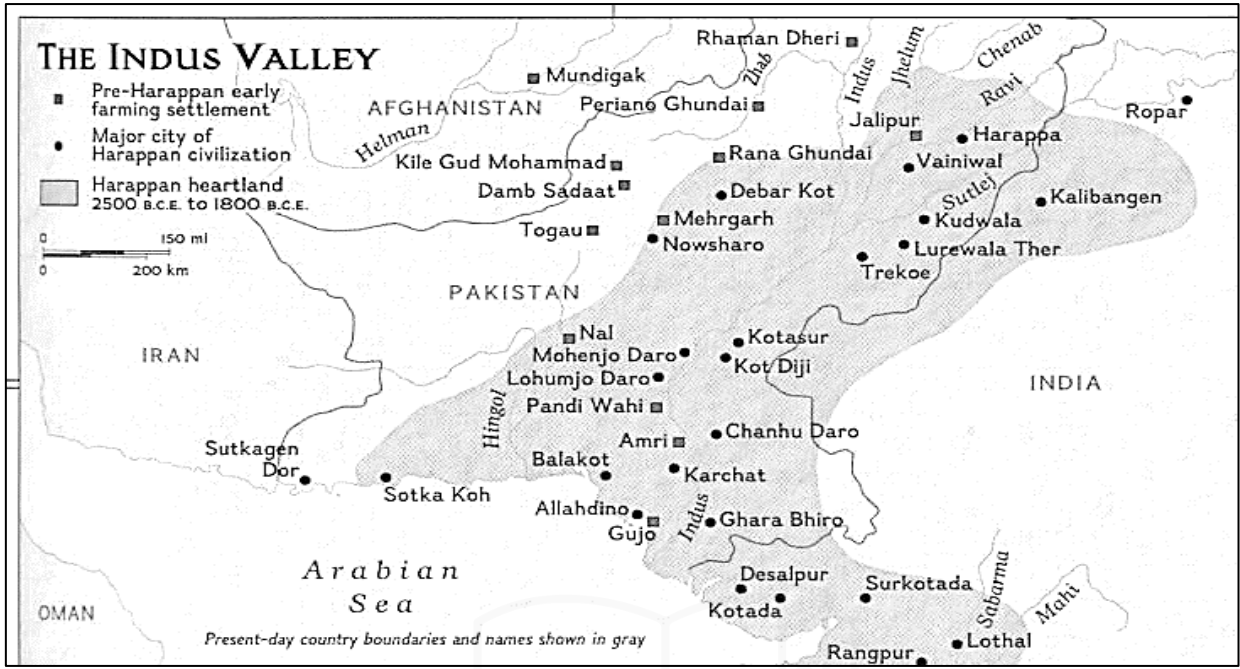 THE INDUS VALLEY
Pre-Harappan early
farming settlement
Major city of
Harappan civilization
Harappan heartland
2500 B.C.E. to 1800 B.C.E.
0 150 mi
0 200 km
Rhaman Dheri
Mundigak
AFGHANISTAN
Helman
Periano Ghundai
Zhab
Indus
Jhelum
Chenab
Ravi
Ropar
Jalipur
Harappa
Kile Gud Mohammad
Rana Ghundai
Vainiwal
Damb Sadaat
Debar Kot
Sutlej
Kalibangen
Togau
Mehrgarh
Nowsharo
Kudwala
Lurewala Ther
Trekoe
PAKISTAN
IRAN
Nal
Mohenjo Daro
Kotasur
Kot Diji
Lohumjo Daro
INDIA
Pandi Wahi
Hingol
Amri
Chanhu Daro
Sutkagen
Dor
Balakot
Karchat
Sotka Koh
Allahdino
Gujo
Indus
Ghara Bhiro
Arabian
Sea
Desalpur
Kotada
Surkotada
Sabarma
Mahi
OMAN
Present-day country boundaries and names shown in gray
Lothal
Rangpur